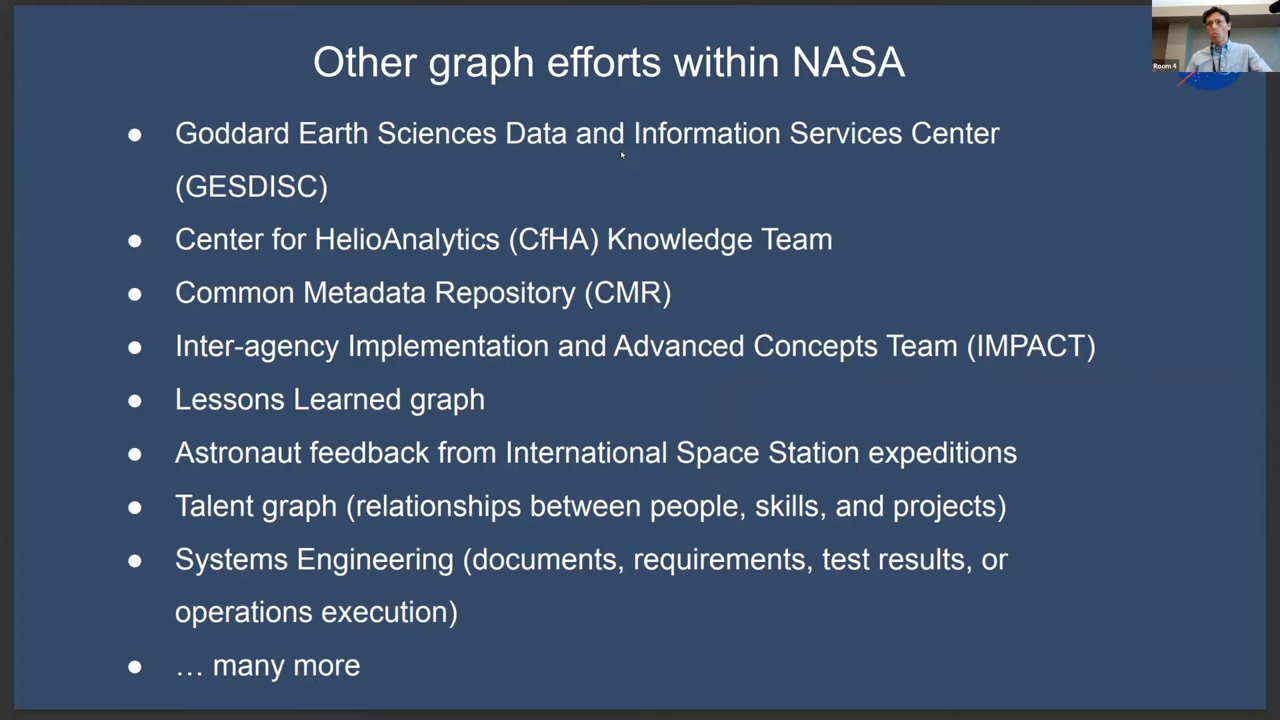 Other graph efforts within NASA
● Goddard Earth Sciences Data and Information Services Center
(GESDISC)
● Center for HelioAnalytics (CfHA) Knowledge Team
● Common Metadata Repository (CMR)
● Inter-agency Implementation and Advanced Concepts Team (IMPACT)
● Lessons Learned graph
● Astronaut feedback from International Space Station expeditions
● Talent graph (relationships between people, skills, and projects)
● Systems Engineering (documents, requirements, test results, or
operations execution)
● … many more
Room 4